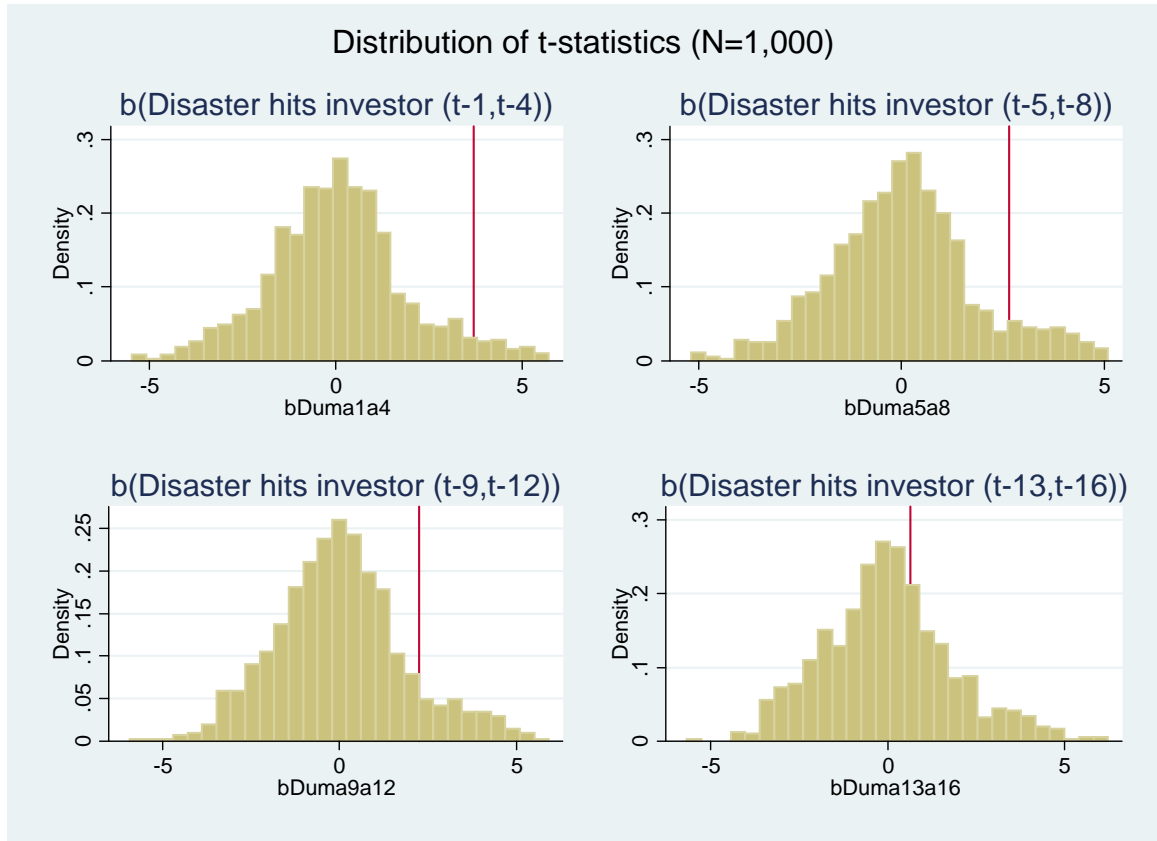 Distribution of t-statistics (N=1,000)
b(Disaster hits investor (t-1,t-4))
Density
0
.1
.2
.3
-5
0
5
bDuma1a4
b(Disaster hits investor (t-5,t-8))
Density
0
.1
.2
.3
-5
0
5
bDuma5a8
b(Disaster hits investor (t-9,t-12))
Density
0
.05
.1
.15
.2
.25
-5
0
5
bDuma9a12
b(Disaster hits investor (t-13,t-16))
Density
0
.1
.2
.3
-5
0
5
bDuma13a16